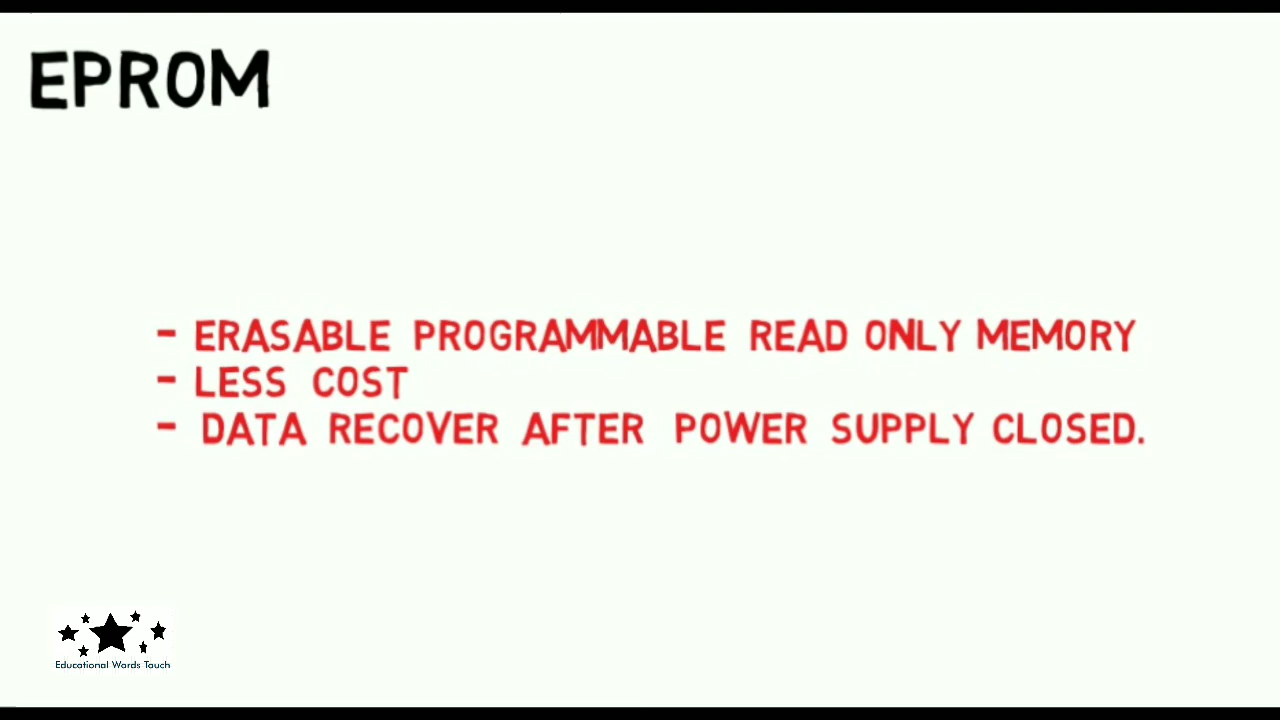 EPROM
- ERASABLE PROGRAMMABLE READ ONLY MEMORY
- LESS COST
- DATA RECOVER AFTER POWER SUPPLY CLOSED.
Educational Words Touch